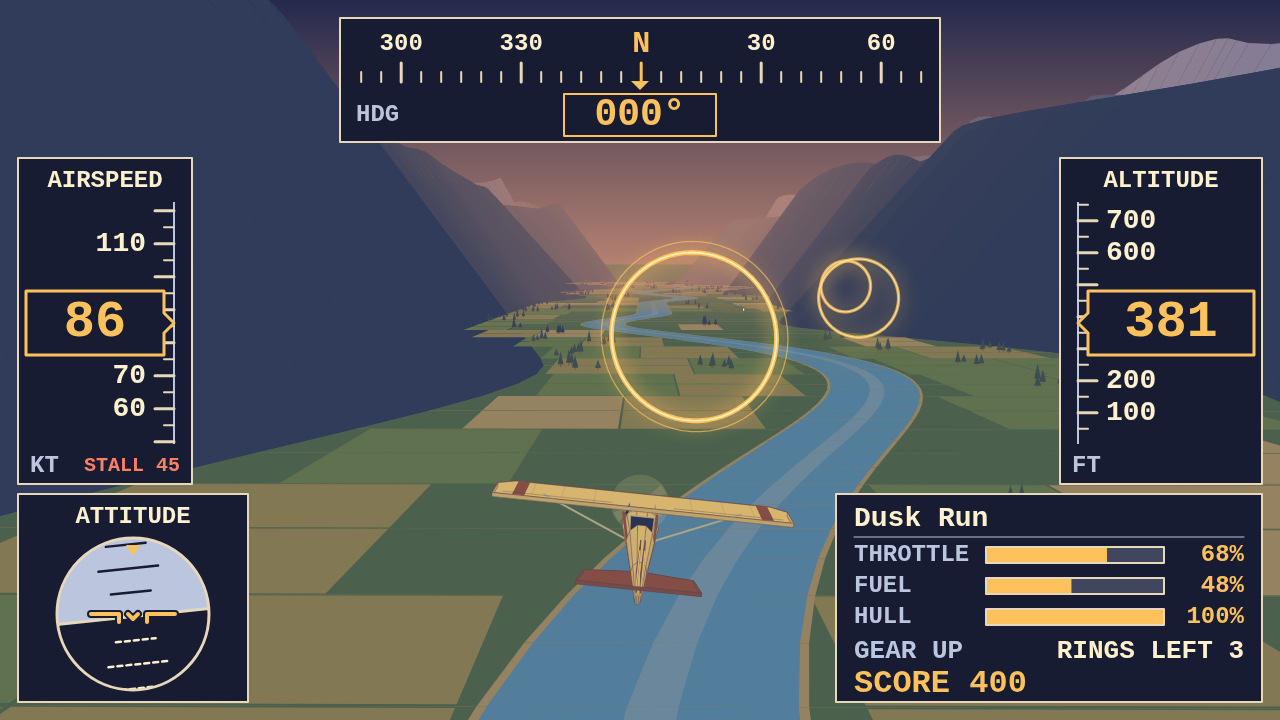 300 330 N 30 60
HDG 000°
AIRSPEED
110
86
70
60
KT STALL 45
ALTITUDE
700
600
381
200
100
FT
ATTITUDE
Dusk Run
THROTTLE 68%
FUEL 48%
HULL 100%
GEAR UP RINGS LEFT 3
SCORE 400